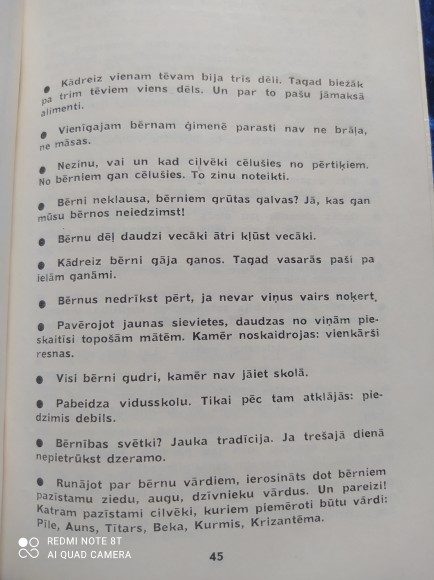 ● Kādreiz vienam tēvam bija trīs dēli. Tagad biežāk
pa trim tēviem viens dēls. Un par to pašu jāmaksā
alimenti.
● Vienīgajam bērnam ģimenē parasti nav ne brāļa,
ne māsas.
● Nezinu, vai un kad cilvēki cēlušies no pērtiķiem.
No bērniem gan cēlušies. To zinu noteikti.
● Bērni neklausa, bērniem grūtas galvas? Jā, kas gan
mūsu bērnos neiedzimst!
● Bērnu dēļ daudzi vecāki ātri kļūst vecāki.
● Kādreiz bērni gāja ganos. Tagad vasarās paši pa
ielām ganāmi.
● Bērnus nedrīkst pērt, ja nevar viņus vairs noķert.
● Pavērojot jaunas sievietes, daudzas no viņām pie-
skaitīsi topošām mātēm. Kamēr noskaidrojas: vienkārši
resnas.
● Visi bērni gudri, kamēr nav jāiet skolā.
● Pabeidza vidusskolu. Tikai pēc tam atklājās: pie-
dzimis debils.
● Bērnības svētki? Jauka tradīcija. Ja trešajā dienā
nepietrūkst dzeramo.
● Runājot par bērnu vārdiem, ierosināts dot bērniem
pazīstamu ziedu, augu, dzīvnieku vārdus. Un pareizi!
Katram pazīstami cilvēki, kuriem piemēroti būtu vārdi:
Pīle, Auns, Tītars, Beka, Kurmis, Krizantēma.
45
REDMI NOTE 8T
AI QUAD CAMERA